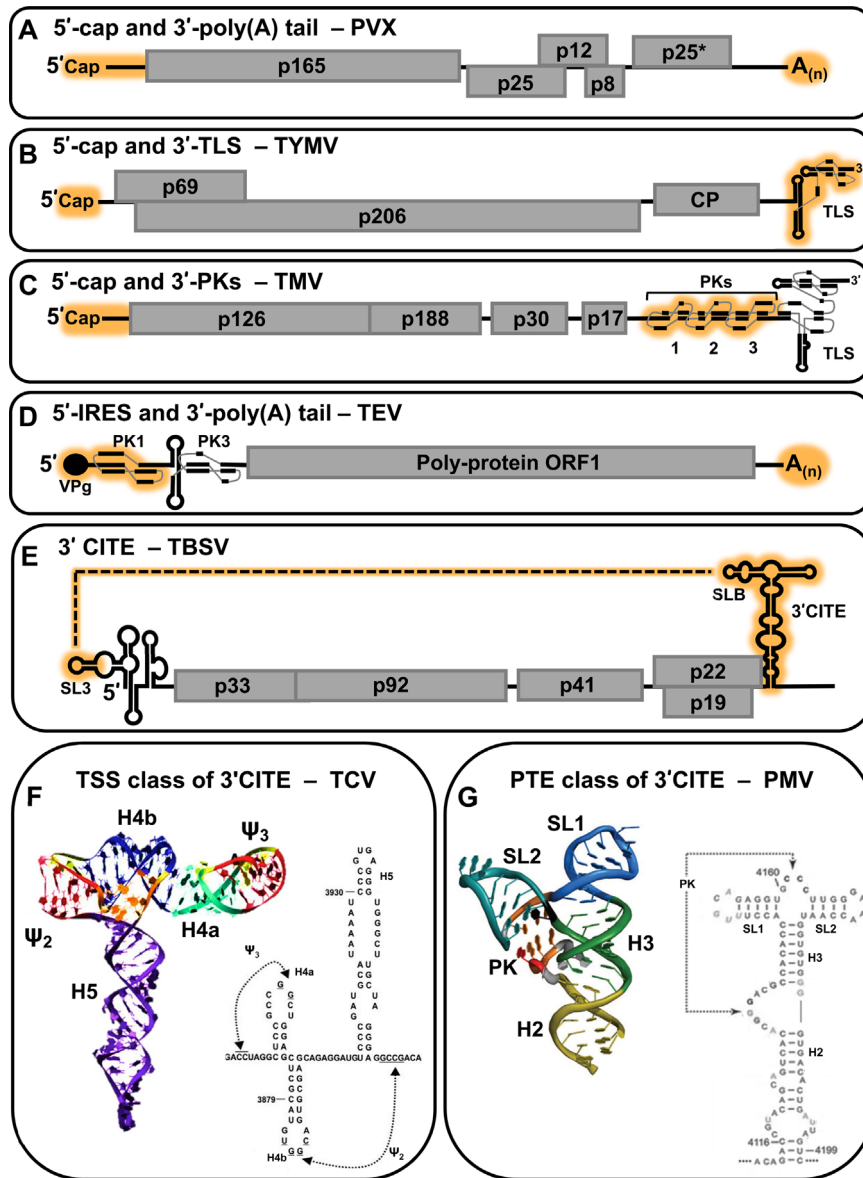 A 5′-cap and 3′-poly(A) tail – PVX
5′Cap p165 p25 p12 p8 p25* A(n)
B 5′-cap and 3′-TLS – TYMV
5′Cap p69 p206 CP TLS 3′
C 5′-cap and 3′-PKs – TMV
5′Cap p126 p188 p30 p17 PKs 3′
1 2 3 TLS
D 5′-IRES and 3′-poly(A) tail – TEV
5′ VPg PK1 PK3 Poly-protein ORF1 A(n)
E 3′ CITE – TBSV
SLB 3′CITE
SL3 5′ p33 p92 p41 p22 p19
F TSS class of 3'CITE – TCV
H4b Ψ3
Ψ2 H4a
H5
H5
3930
Ψ3
H4a
GACCUAGGC GCAGAGGAUGU GGCCGACA
3879
H4b
Ψ2
G PTE class of 3'CITE – PMV
SL1
SL2
H3
PK
H2
PK
4160
SL1 SL2
H3
H2
4116 4199
ACAG